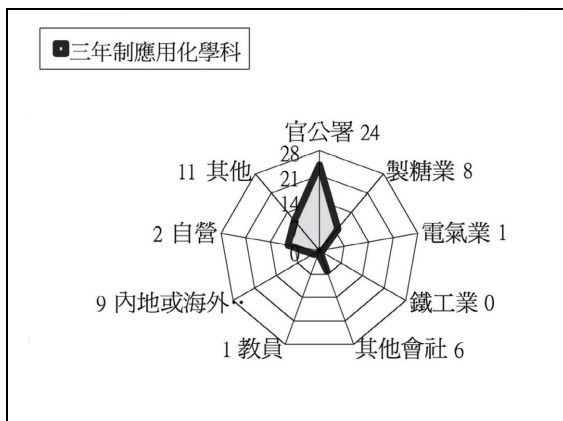 三年制應用化學科
官公署 24
製糖業 8
電氣業 1
鐵工業 0
其他會社 6
1 教員
9 內地或海外
2 自營
11 其他
28
21
14
0